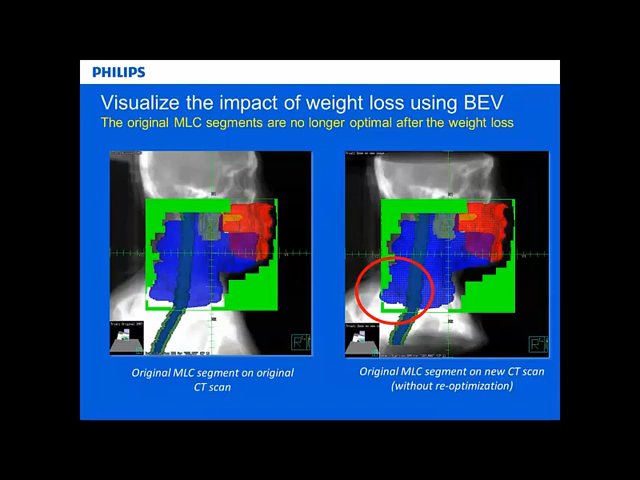 PHILIPS
Visualize the impact of weight loss using BEV
The original MLC segments are no longer optimal after the weight loss
Original MLC segment on original
CT scan
Original MLC segment on new CT scan
(without re-optimization)